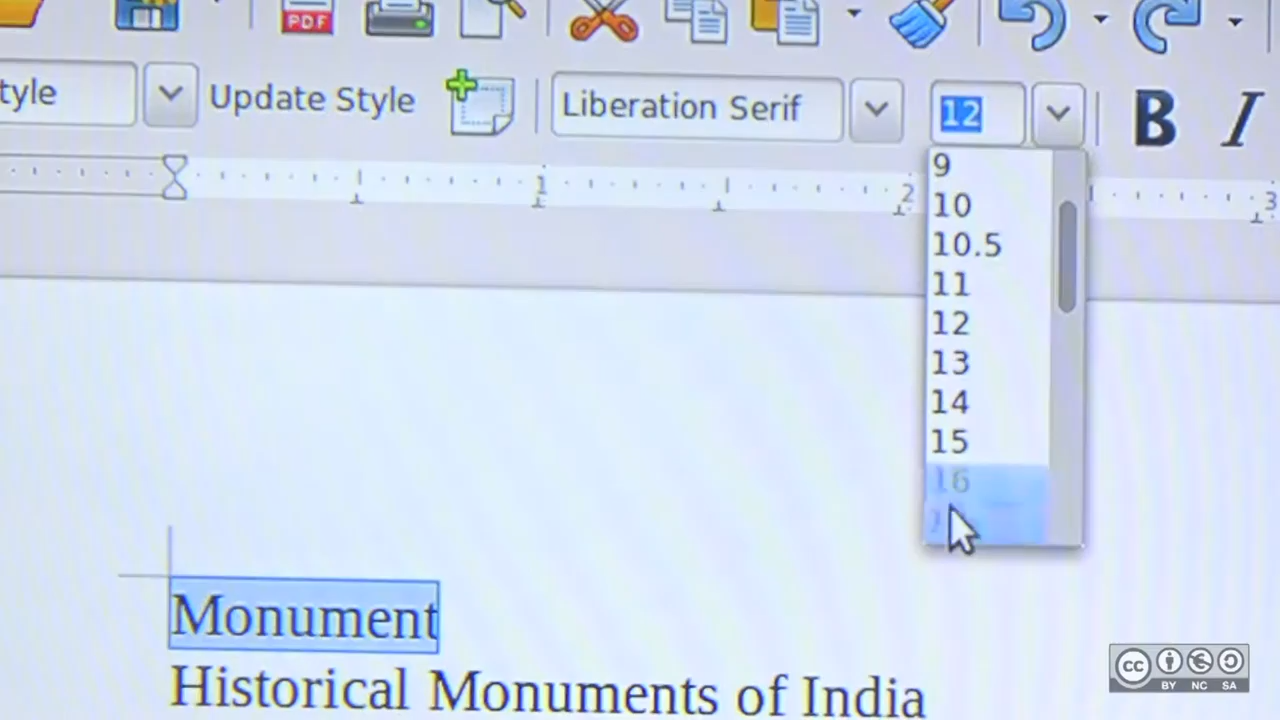 PDF
tyle
Update Style
Liberation Serif
12
B
I
1
2
3
9
10
10.5
11
12
13
14
15
16
Monument
Historical Monuments of India
cc
BY NC SA